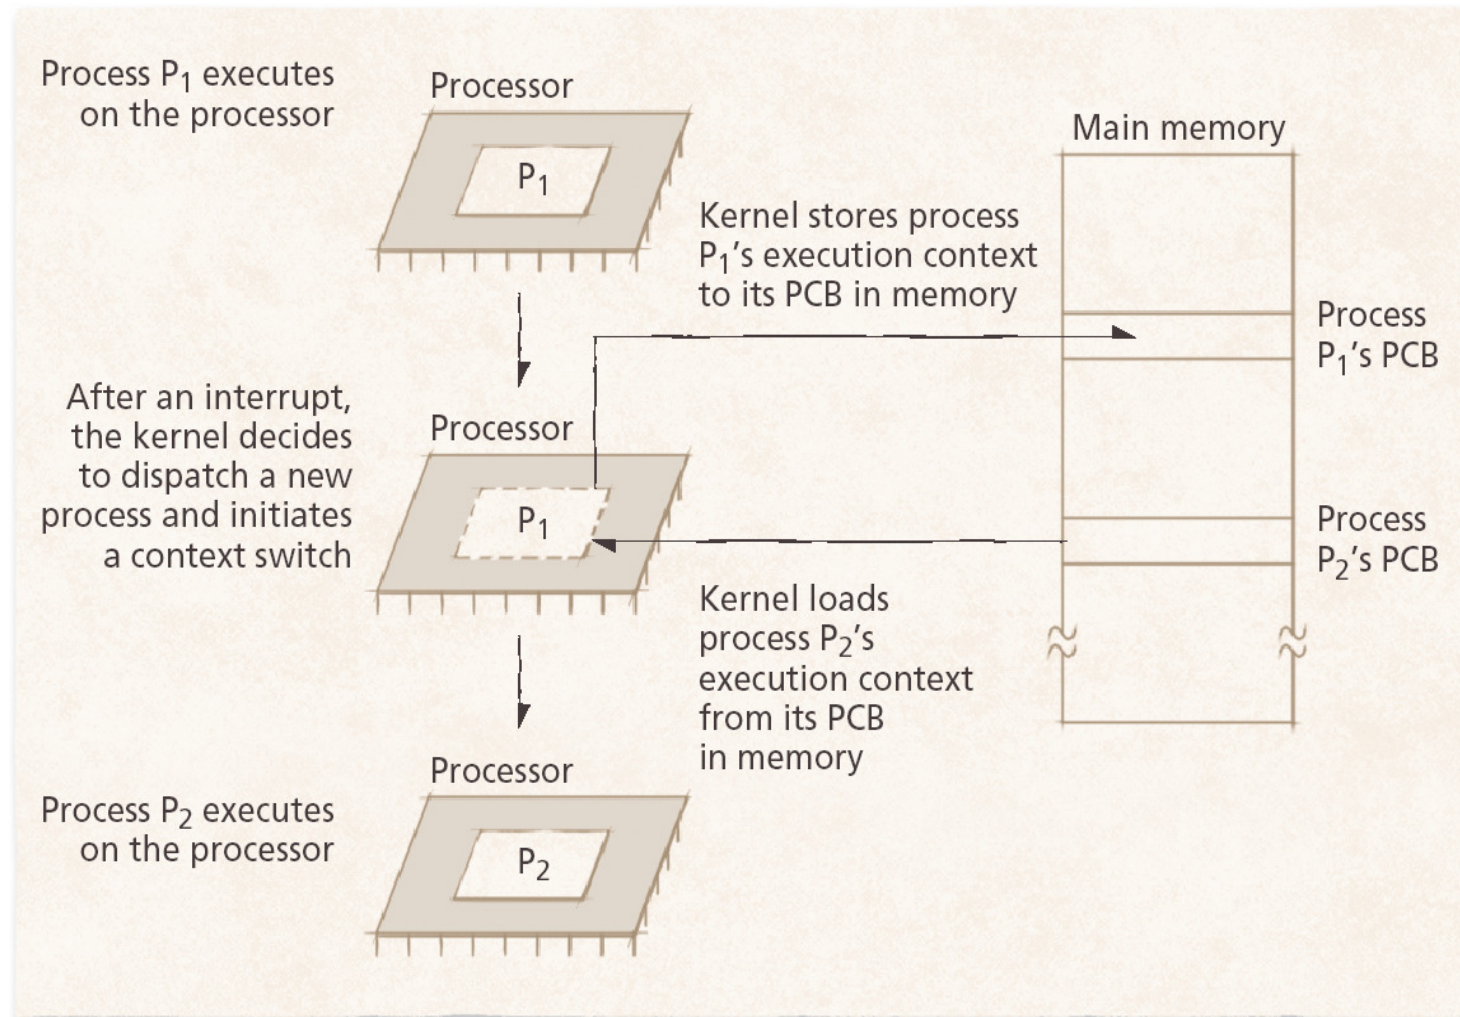 Process P₁ executes
on the processor
Processor
P₁
Main memory
Kernel stores process
P₁’s execution context
to its PCB in memory
Process
P₁’s PCB
After an interrupt,
the kernel decides
to dispatch a new
process and initiates
a context switch
Processor
P₁
Process
P₂’s PCB
Kernel loads
process P₂’s
execution context
from its PCB
in memory
Processor
Process P₂ executes
on the processor
P₂